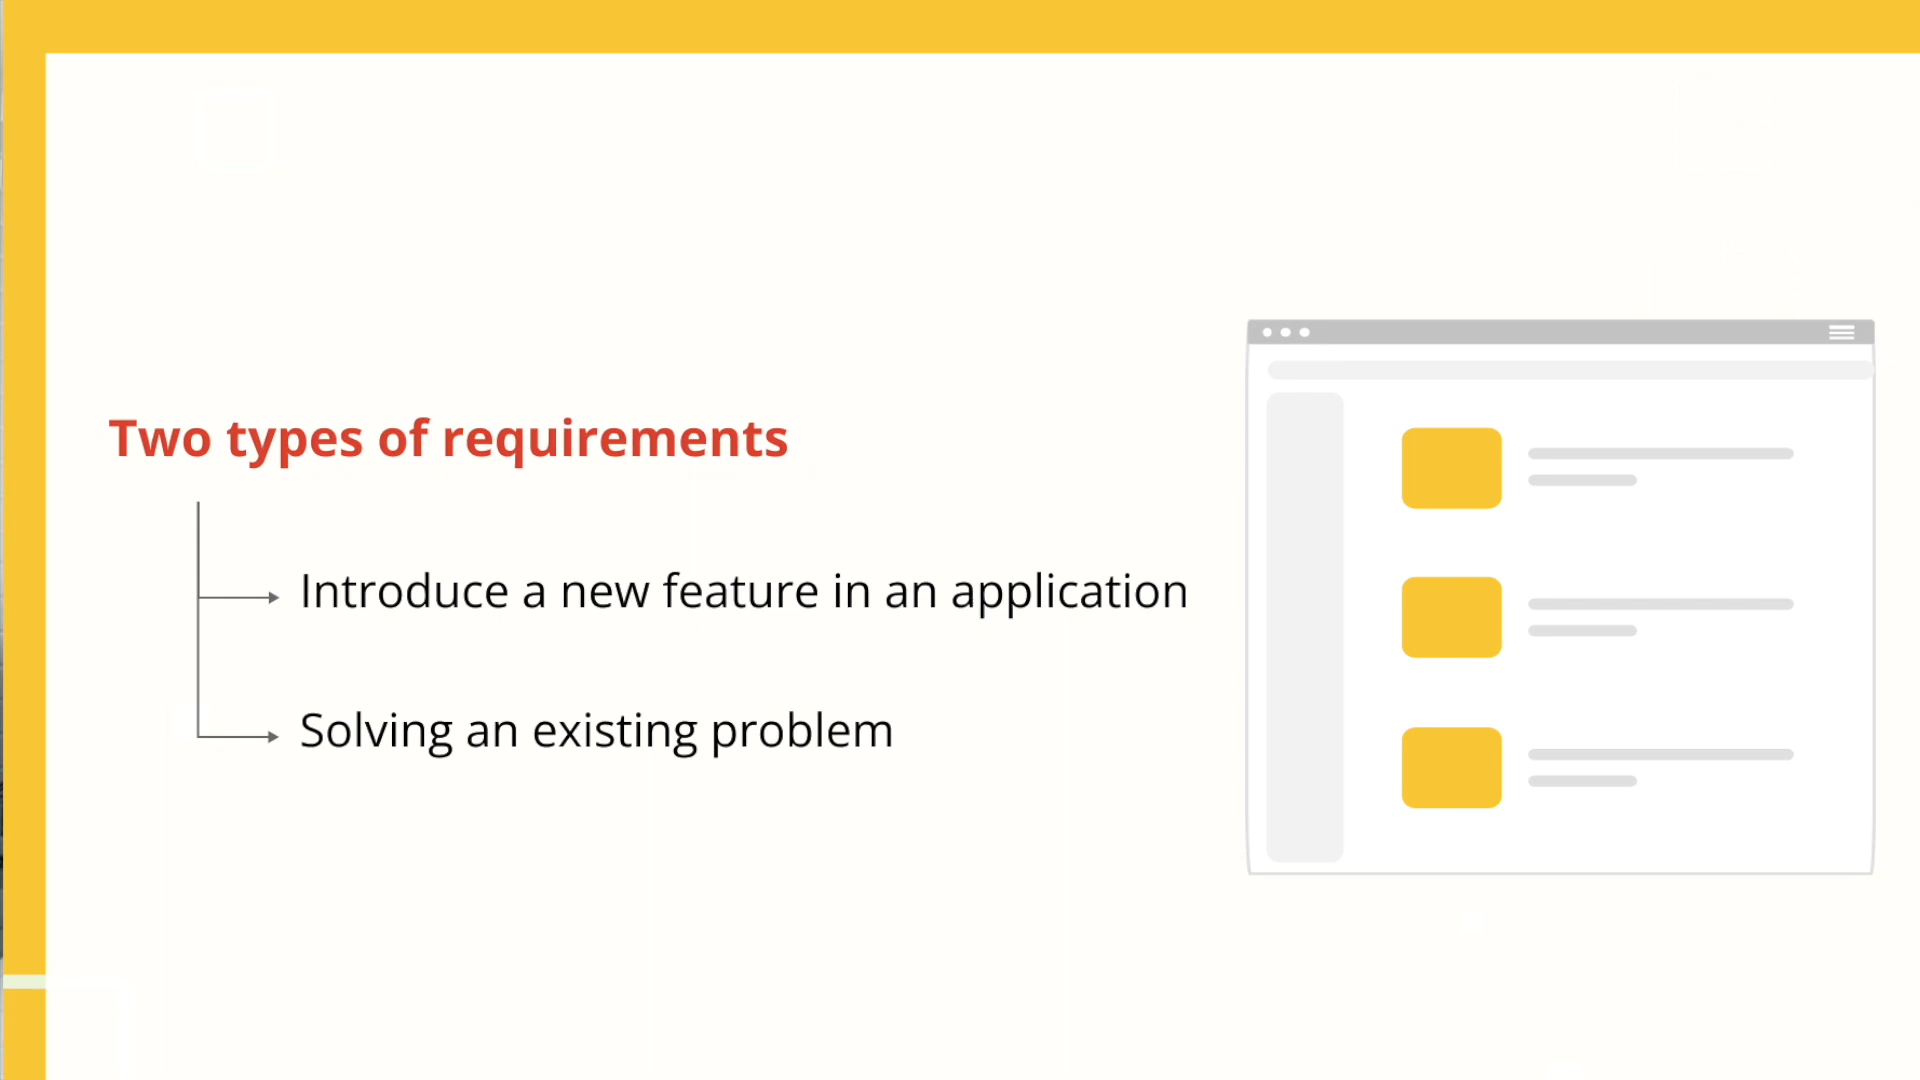 Two types of requirements
Introduce a new feature in an application
Solving an existing problem